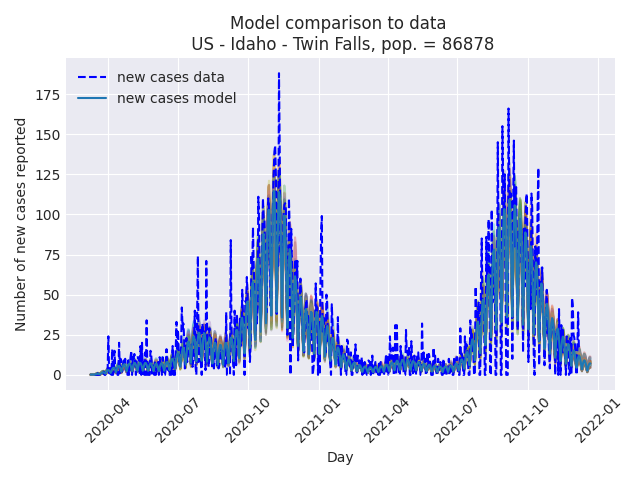 Model comparison to data
US - Idaho - Twin Falls, pop. = 86878
new cases data
new cases model
Number of new cases reported
175
150
125
100
75
50
25
0
2020-04
2020-07
2020-10
2021-01
2021-04
2021-07
2021-10
2022-01
Day